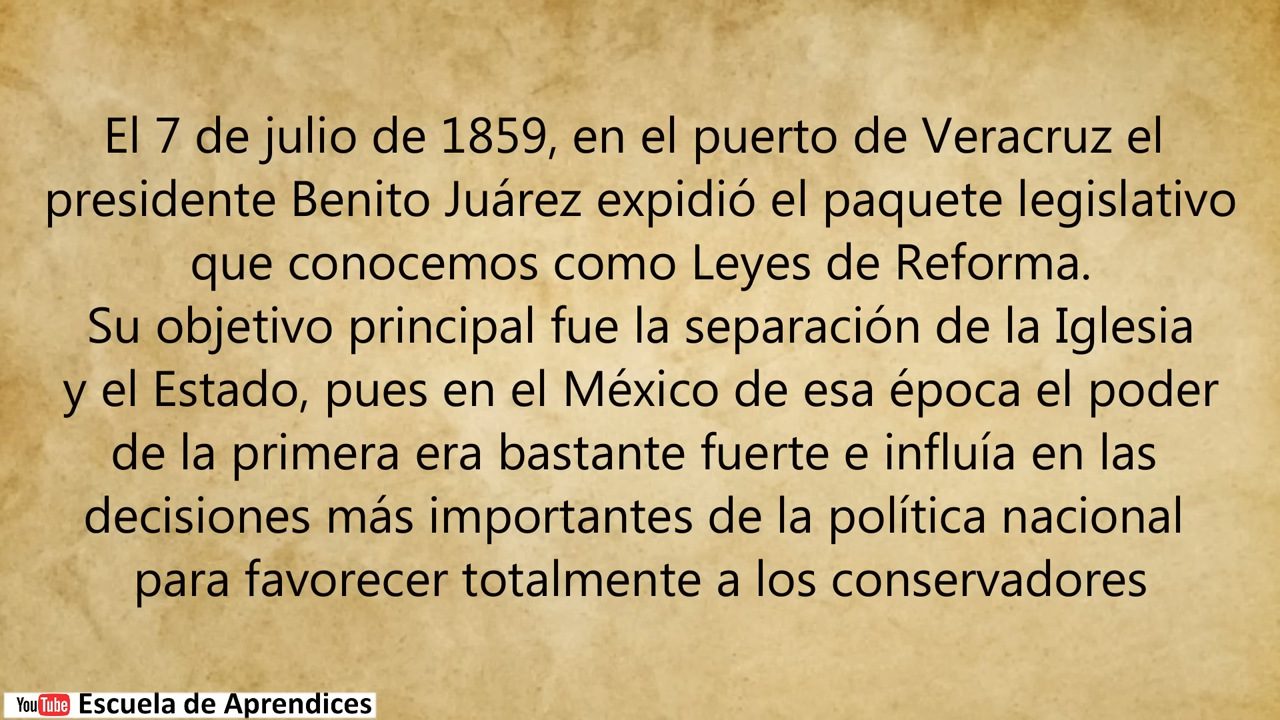 El 7 de julio de 1859, en el puerto de Veracruz el
presidente Benito Juárez expidió el paquete legislativo
que conocemos como Leyes de Reforma.
Su objetivo principal fue la separación de la Iglesia
y el Estado, pues en el México de esa época el poder
de la primera era bastante fuerte e influía en las
decisiones más importantes de la política nacional
para favorecer totalmente a los conservadores
YouTube Escuela de Aprendices